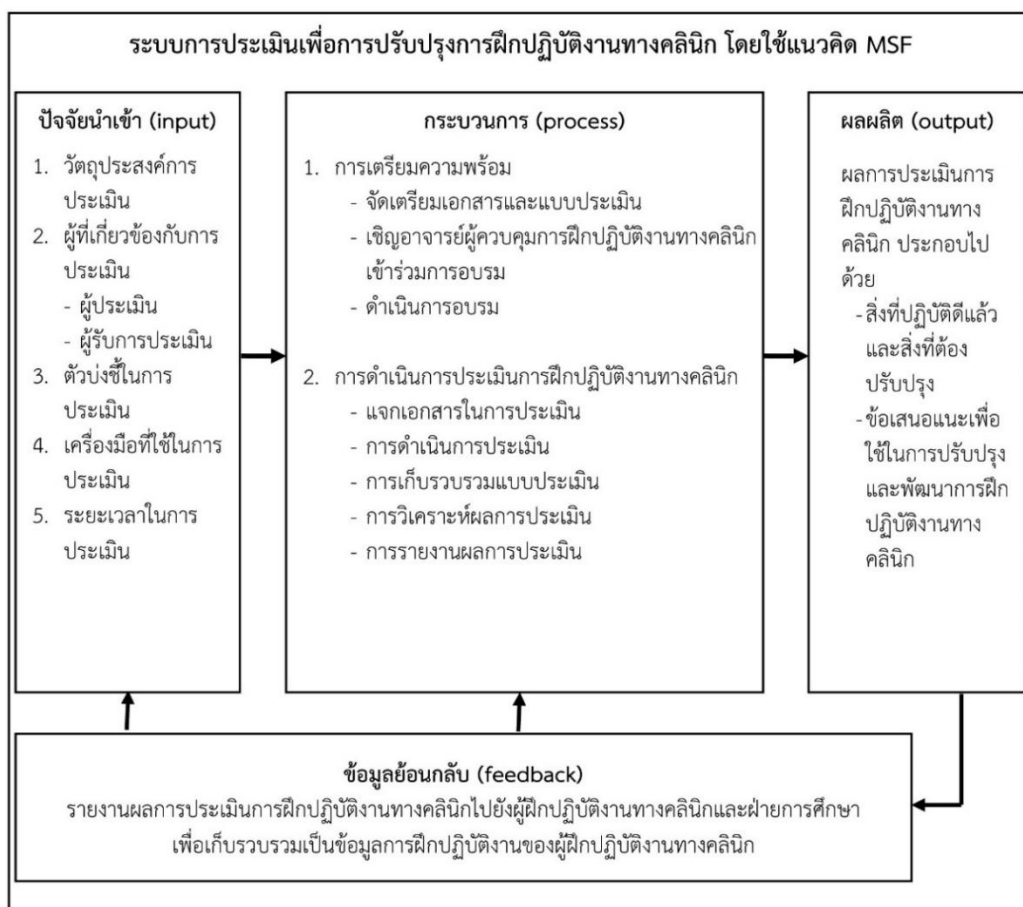 ระบบการประเมินเพื่อการปรับปรุงการฝึกปฏิบัติงานทางคลินิก โดยใช้แนวคิด MSF
ปัจจัยนำเข้า (input)
1. วัตถุประสงค์การ
ประเมิน
2. ผู้ที่เกี่ยวข้องกับการ
ประเมิน
- ผู้ประเมิน
- ผู้รับการประเมิน
3. ตัวบ่งชี้ในการ
ประเมิน
4. เครื่องมือที่ใช้ในการ
ประเมิน
5. ระยะเวลาในการ
ประเมิน
กระบวนการ (process)
1. การเตรียมความพร้อม
- จัดเตรียมเอกสารและแบบประเมิน
- เชิญอาจารย์ผู้ควบคุมการฝึกปฏิบัติงานทางคลินิก
เข้าร่วมการอบรม
- ดำเนินการอบรม
2. การดำเนินการประเมินการฝึกปฏิบัติงานทางคลินิก
- แจกเอกสารในการประเมิน
- การดำเนินการประเมิน
- การเก็บรวบรวมแบบประเมิน
- การวิเคราะห์ผลการประเมิน
- การรายงานผลการประเมิน
ผลผลิต (output)
ผลการประเมินการ
ฝึกปฏิบัติงานทาง
คลินิก ประกอบไป
ด้วย
- สิ่งที่ปฏิบัติดีแล้ว
และสิ่งที่ต้อง
ปรับปรุง
- ข้อเสนอแนะเพื่อ
ใช้ในการปรับปรุง
และพัฒนาการฝึก
ปฏิบัติงานทาง
คลินิก
ข้อมูลย้อนกลับ (feedback)
รายงานผลการประเมินการฝึกปฏิบัติงานทางคลินิกไปยังผู้ฝึกปฏิบัติงานทางคลินิกและฝ่ายการศึกษา
เพื่อเก็บรวบรวมเป็นข้อมูลการฝึกปฏิบัติงานของผู้ฝึกปฏิบัติงานทางคลินิก